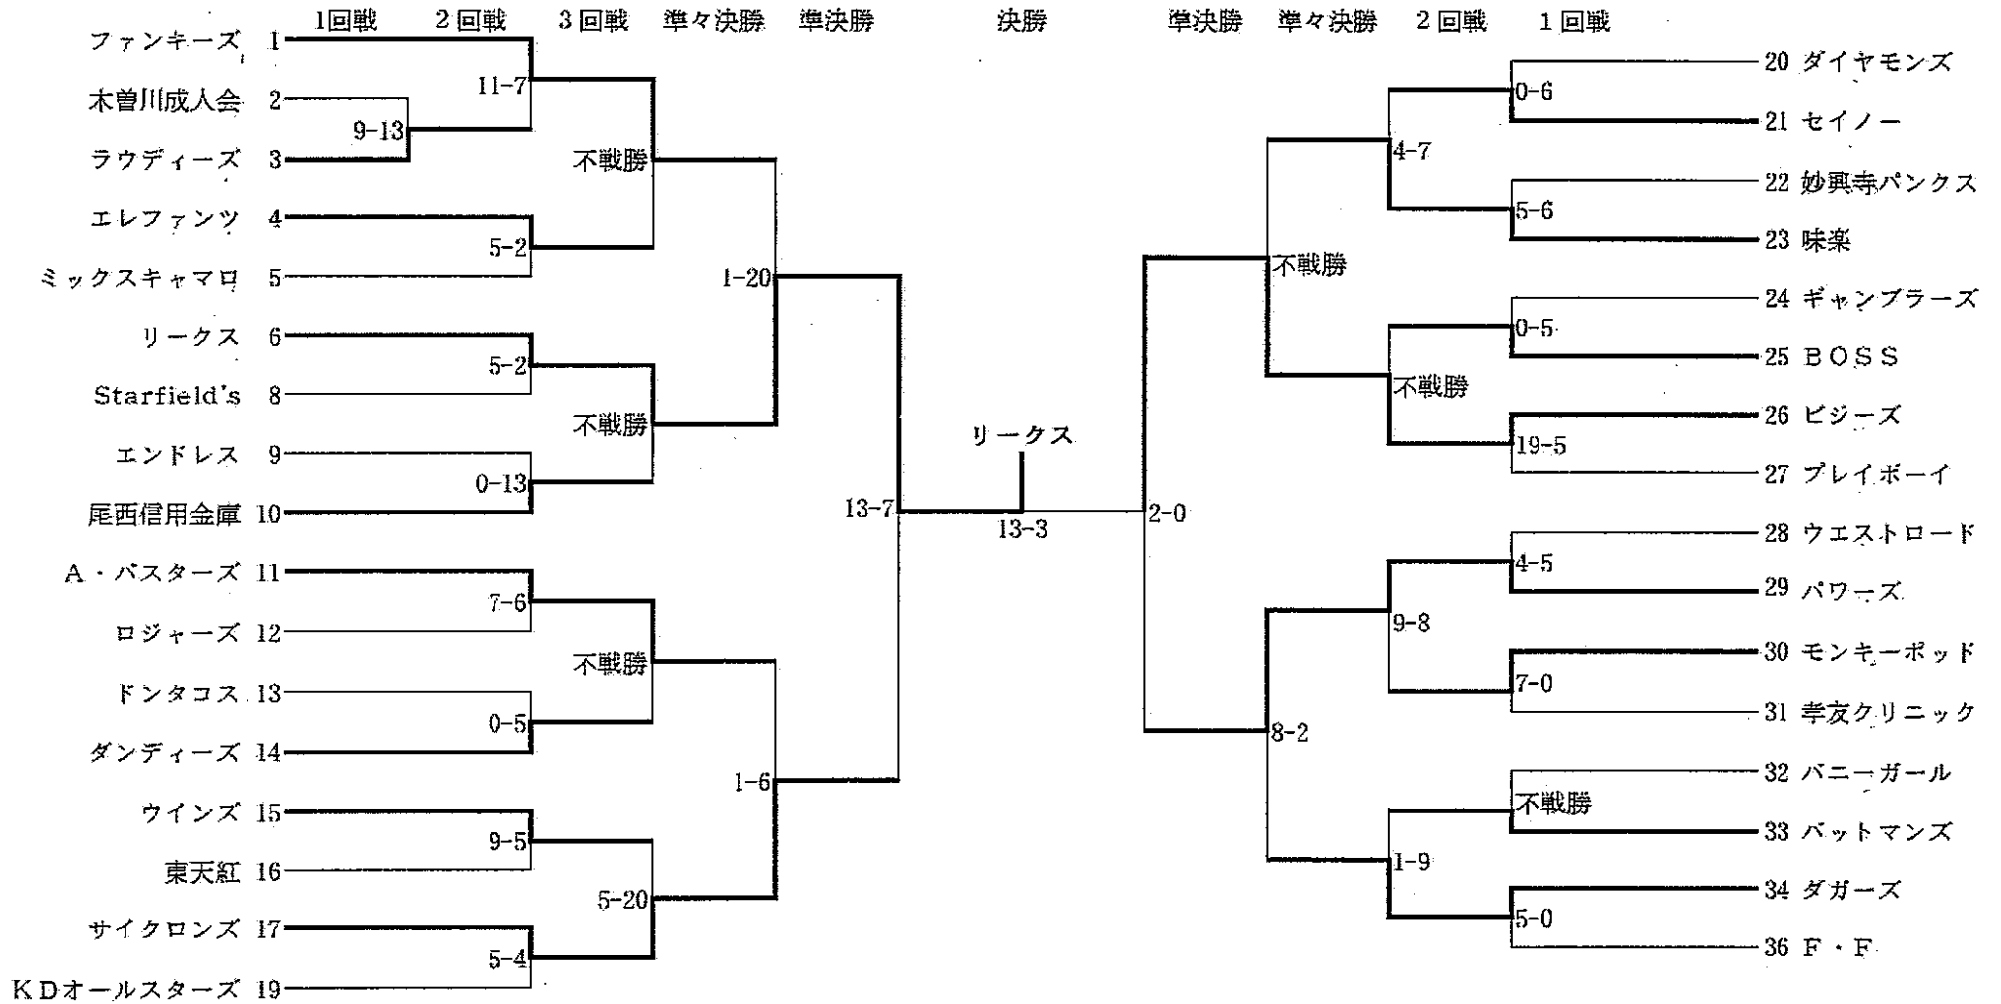 1回戦 2回戦 3回戦 準々決勝 準決勝 決勝 準決勝 準々決勝 2回戦 1回戦
ファンキーズ 1
11-7
木曽川成人会 2
9-13
ラウディーズ 3
不戦勝
エレファンツ 4
5-2
ミックスキャマロ 5
1-20
リークス 6
5-2
Starfield's 8
不戦勝
エンドレス 9
0-13
尾西信用金庫 10
13-7
A・バスターズ 11
7-6
ロジャーズ 12
不戦勝
ドンタコス 13
0-5
ダンディーズ 14
1-6
ウインズ 15
9-5
東天紅 16
5-20
サイクロンズ 17
5-4
KDオールスターズ 19
リークス
13-3
20 ダイヤモンズ
0-6
21 セイノー
4-7
22 妙興寺パンクス
5-6
23 味楽
不戦勝
24 ギャンブラーズ
0-5
25 BOSS
不戦勝
26 ビジーズ
19-5
27 プレイボーイ
2-0
28 ウエストロード
4-5
29 パワーズ
9-8
30 モンキーポッド
7-0
31 孝友クリニック
8-2
32 バニーガール
不戦勝
33 バットマンズ
1-9
34 ダガーズ
5-0
36 F・F